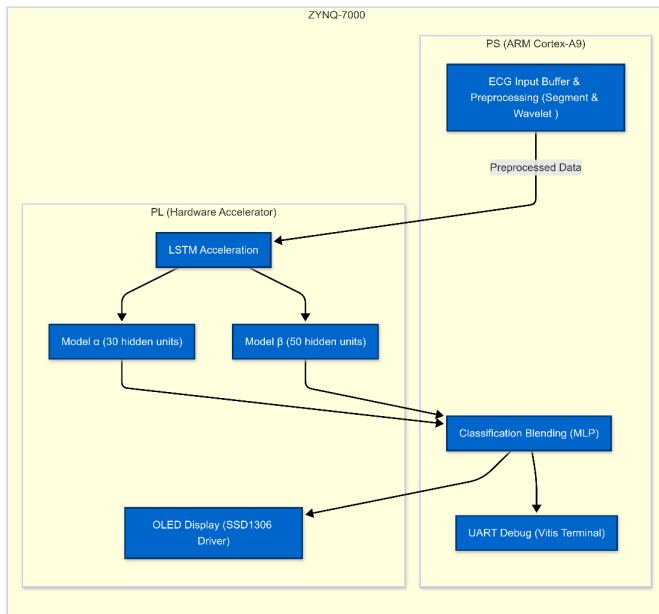 ZYNQ-7000
PS (ARM Cortex-A9)
ECG Input Buffer &
Preprocessing (Segment &
Wavelet )
Preprocessed Data
PL (Hardware Accelerator)
LSTM Acceleration
Model α (30 hidden units)
Model β (50 hidden units)
Classification Blending (MLP)
OLED Display (SSD1306
Driver)
UART Debug (Vitis Terminal)